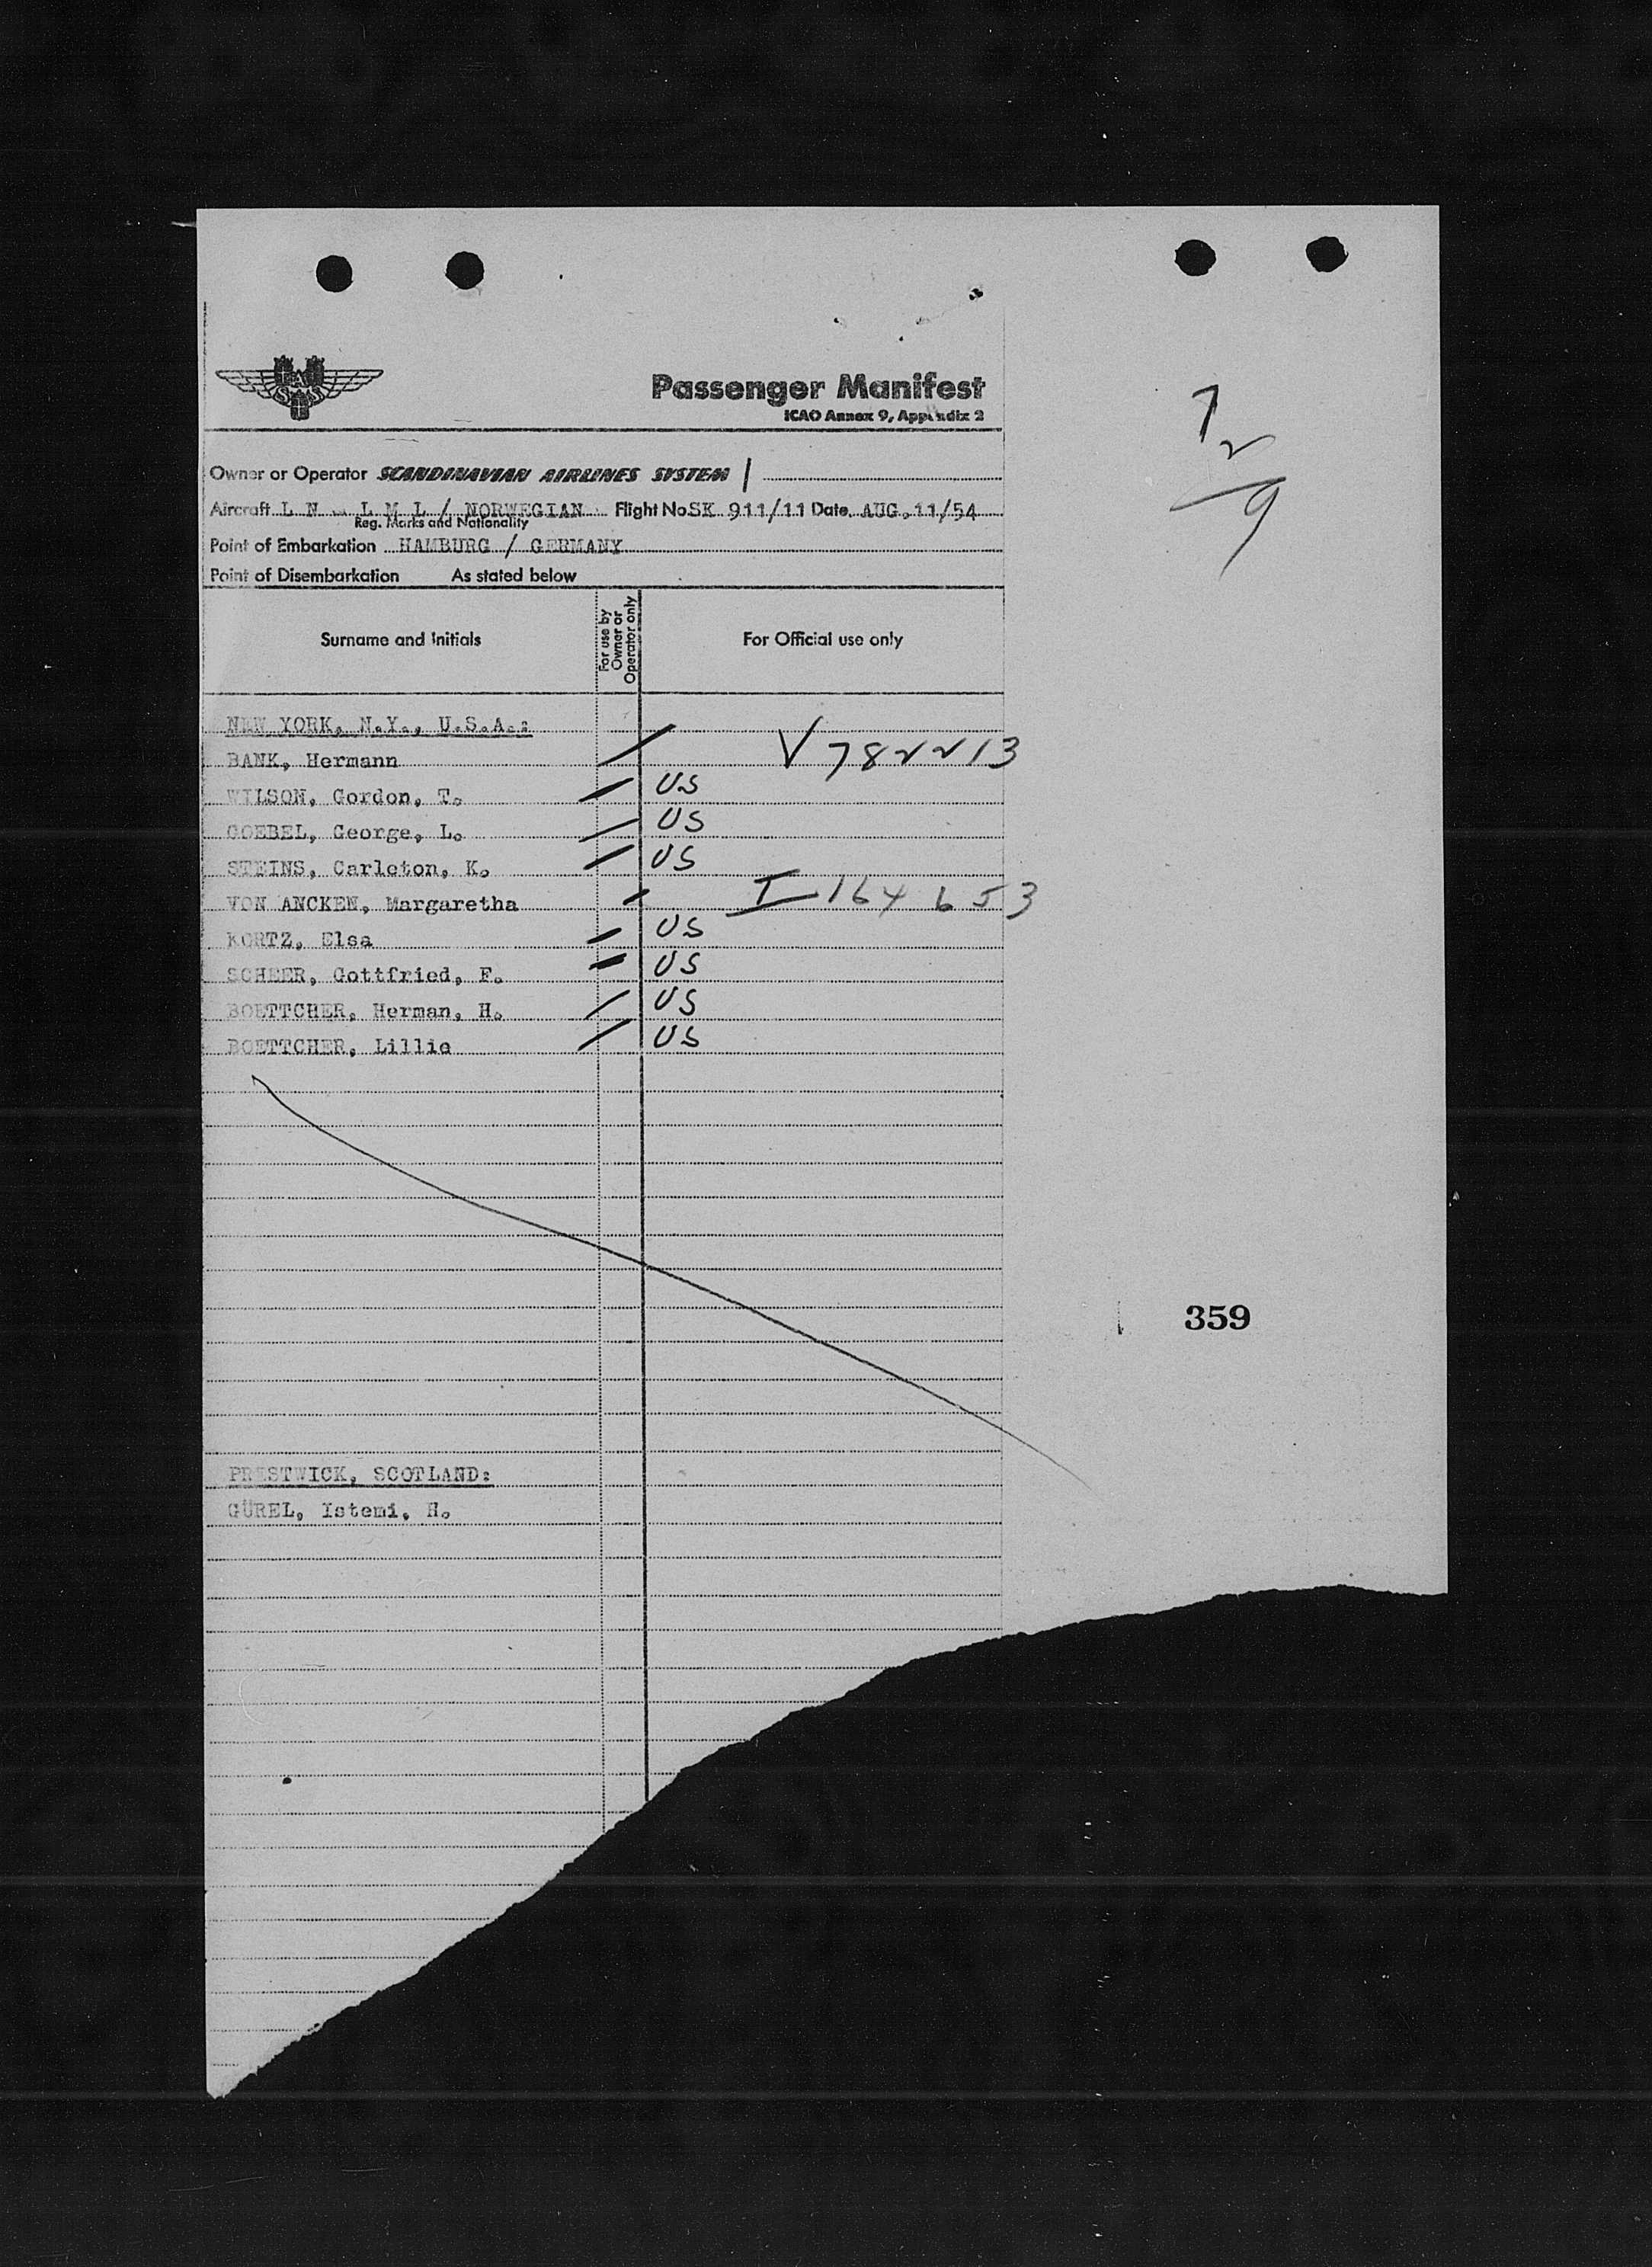 SAS
Passenger Manifest
ICAO Annex 9, Appendix 2
7
2
9
Owner or Operator SCANDINAVIAN AIRLINES SYSTEM
Aircraft L N - L M L / NORWEGIAN Flight No SK 911/11 Date AUG.11/54
Reg. Marks and Nationality
Point of Embarkation HAMBURG / GERMANY
Point of Disembarkation As stated below
Surname and Initials
For use by Owner or Operator only
For Official use only
NEW YORK, N.Y., U.S.A.:
BANK, Hermann V 782213
WILSON, Gordon, T. US
GOEBEL, George, L. US
STEINS, Carleton, K. US
VON ANCKEN, Margaretha I-164653
KORTZ, Elsa US
SCHEER, Gottfried, F. US
BOETTCHER, Herman, H. US
BOETTCHER, Lillie US
359
PRESTWICK, SCOTLAND:
GÜREL, Istemi, H.